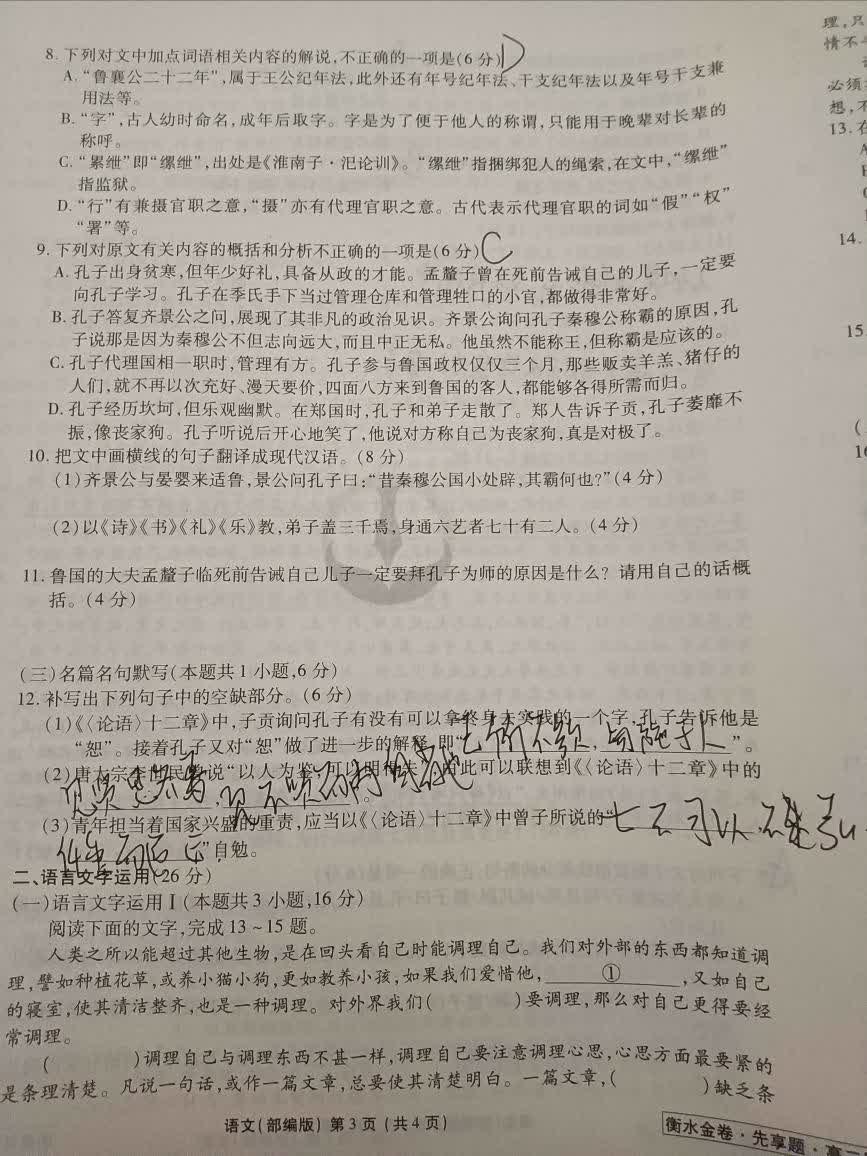 8. 下列对文中加点词语相关内容的解说,不正确的一项是(6 分) D
A. “鲁襄公二十二年”,属于王公纪年法,此外还有年号纪年法、干支纪年法以及年号干支兼
用法等。
B. “字”,古人幼时命名,成年后取字。字是为了便于他人的称谓,只能用于晚辈对长辈的
称呼。
C. “累绁”即“缧绁”,出处是《淮南子·汜论训》。“缧绁”指捆绑犯人的绳索,在文中,“缧绁”
指监狱。
D. “行”有兼摄官职之意,“摄”亦有代理官职之意。古代表示代理官职的词如“假”“权”
“署”等。
9. 下列对原文有关内容的概括和分析不正确的一项是(6 分) C
A. 孔子出身贫寒,但年少好礼,具备从政的才能。孟釐子曾在死前告诫自己的儿子,一定要
向孔子学习。孔子在季氏手下当过管理仓库和管理牲口的小官,都做得非常好。
B. 孔子答复齐景公之问,展现了其非凡的政治见识。齐景公询问孔子秦穆公称霸的原因,孔
子说那是因为秦穆公不但志向远大,而且中正无私。他虽然不能称王,但称霸是应该的。
C. 孔子代理国相一职时,管理有方。孔子参与鲁国政权仅仅三个月,那些贩卖羊羔、猪仔的
人们,就不再以次充好、漫天要价,四面八方来到鲁国的客人,都能够各得所需而归。
D. 孔子经历坎坷,但乐观幽默。在郑国时,孔子和弟子走散了。郑人告诉子贡,孔子萎靡不
振,像丧家狗。孔子听说后开心地笑了,他说对方称自己为丧家狗,真是对极了。
10. 把文中画横线的句子翻译成现代汉语。(8 分)
(1)齐景公与晏婴来适鲁,景公问孔子曰:“昔秦穆公国小处辟,其霸何也?”(4 分)
(2)以《诗》《书》《礼》《乐》教,弟子盖三千焉,身通六艺者七十有二人。(4 分)
11. 鲁国的大夫孟釐子临死前告诫自己儿子一定要拜孔子为师的原因是什么? 请用自己的话概
括。(4 分)
(三)名篇名句默写(本题共 1 小题,6 分)
12. 补写出下列句子中的空缺部分。(6 分)
(1)《〈论语〉十二章》中,子贡询问孔子有没有可以拿终身去实践的一个字,孔子告诉他是
“恕”。接着孔子又对“恕”做了进一步的解释,即“己所不欲,勿施于人”。
(2)唐太宗李世民尝说“以人为鉴,可以明得失”,由此可以联想到《〈论语〉十二章》中的
见贤思齐焉,见不贤而内自省也。
(3)青年担当着国家兴盛的重责,应当以《〈论语〉十二章》中曾子所说的“士不可以不弘毅
任重而道远”自勉。
二、语言文字运用(26 分)
(一)语言文字运用Ⅰ(本题共 3 小题,16 分)
阅读下面的文字,完成 13~15 题。
人类之所以能超过其他生物,是在回头看自己时能调理自己。我们对外部的东西都知道调
理,譬如种植花草,或养小猫小狗,更如教养小孩,如果我们爱惜他, ① ,又如自己
的寝室,使其清洁整齐,也是一种调理。对外界我们( )要调理,那么对自己更得要经
常调理。
( )调理自己与调理东西不甚一样,调理自己要注意调理心思,心思方面最要紧的
是条理清楚。凡说一句话,或作一篇文章,总要使其清楚明白。一篇文章,( )缺乏条
语文(部编版) 第 3 页 (共 4 页)
衡水金卷·先享题·高二
理,只
情不
必须
想,不
13. 在
A
14.
15
(
16